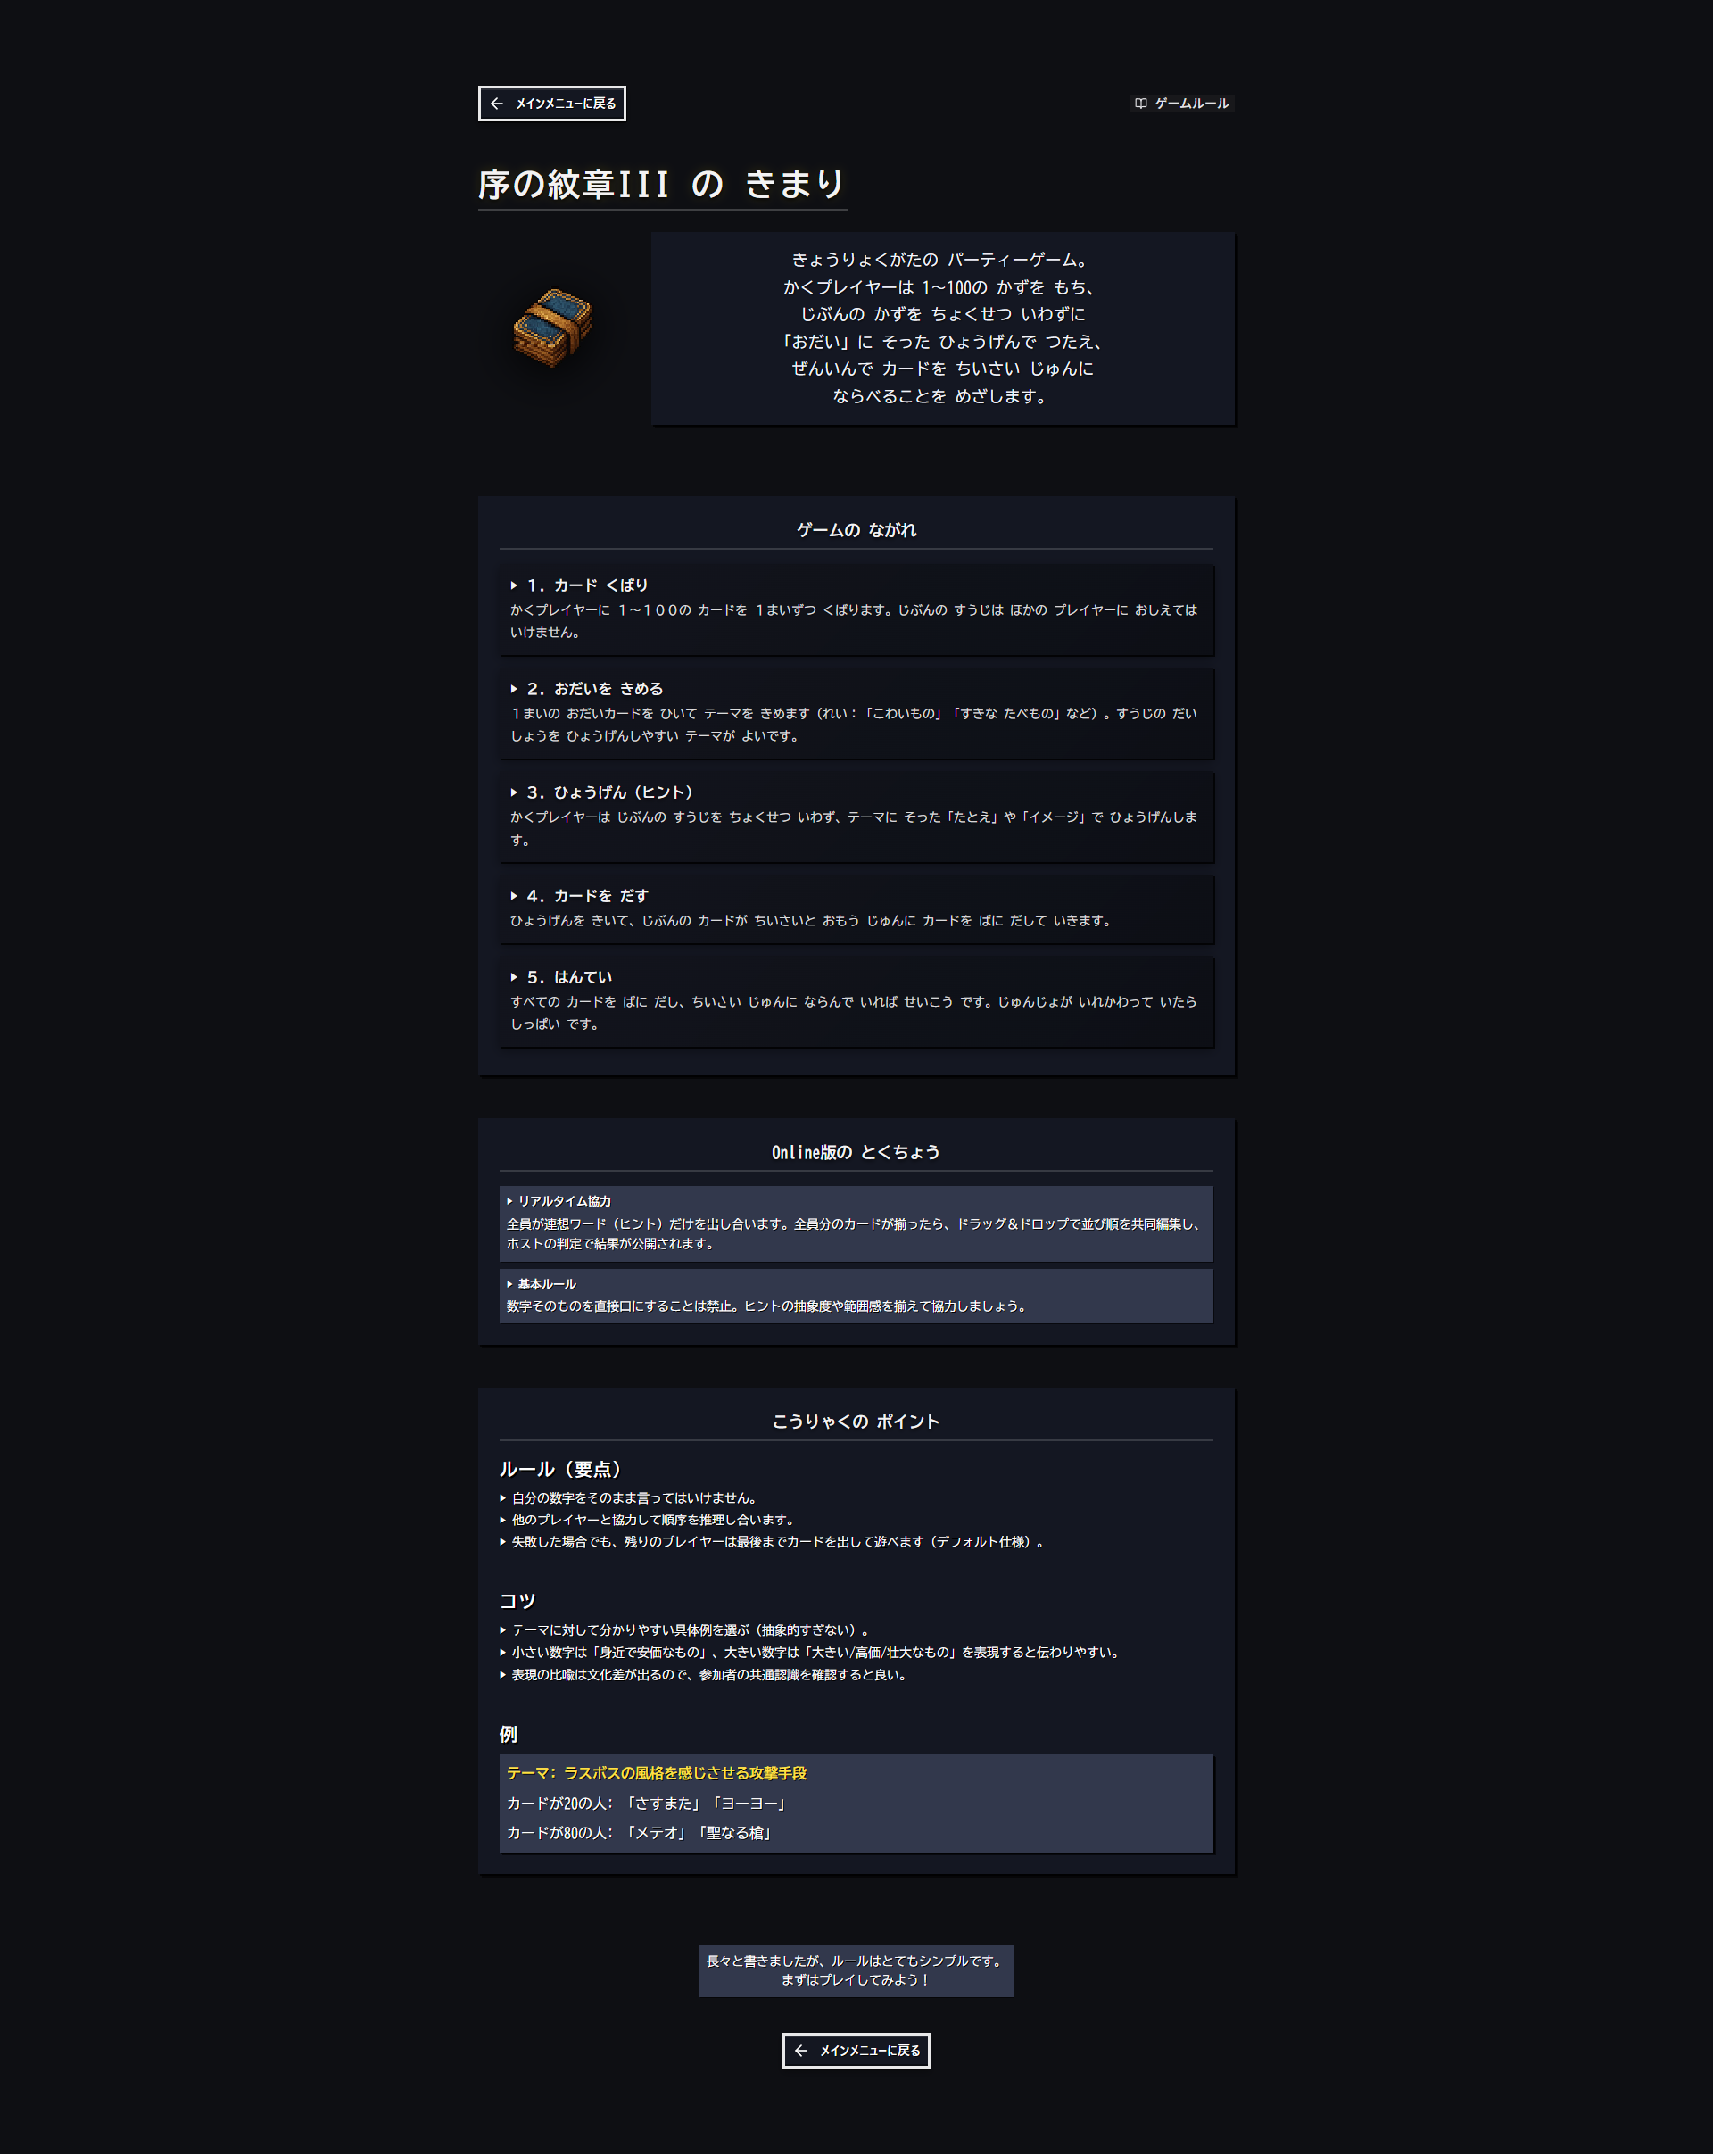 メインメニューに戻る
ゲームルール
序の紋章III の きまり
きょうりょくがたの パーティーゲーム。
かくプレイヤーは 1〜100の かずを もち、
じぶんの かずを ちょくせつ いわずに
「おだい」に そった ひょうげんで つたえ、
ぜんいんで カードを ちいさい じゅんに
ならべることを めざします。
ゲームの ながれ
▶ １．カード くばり
かくプレイヤーに １〜１００の カードを １まいずつ くばります。じぶんの すうじは ほかの プレイヤーに おしえては
いけません。
▶ ２．おだいを きめる
１まいの おだいカードを ひいて テーマを きめます（れい：「こわいもの」「すきな たべもの」など）。すうじの だい
しょうを ひょうげんしやすい テーマが よいです。
▶ ３．ひょうげん（ヒント）
かくプレイヤーは じぶんの すうじを ちょくせつ いわず、テーマに そった「たとえ」や「イメージ」で ひょうげんしま
す。
▶ ４．カードを だす
ひょうげんを きいて、じぶんの カードが ちいさいと おもう じゅんに カードを ばに だして いきます。
▶ ５．はんてい
すべての カードを ばに だし、ちいさい じゅんに ならんで いれば せいこう です。じゅんじょが いれかわって いたら
しっぱい です。
Online版の とくちょう
▶ リアルタイム協力
全員が連想ワード（ヒント）だけを出し合います。全員分のカードが揃ったら、ドラッグ＆ドロップで並び順を共同編集し、
ホストの判定で結果が公開されます。
▶ 基本ルール
数字そのものを直接口にすることは禁止。ヒントの抽象度や範囲感を揃えて協力しましょう。
こうりゃくの ポイント
ルール（要点）
▶ 自分の数字をそのまま言ってはいけません。
▶ 他のプレイヤーと協力して順序を推理し合います。
▶ 失敗した場合でも、残りのプレイヤーは最後までカードを出して遊べます（デフォルト仕様）。
コツ
▶ テーマに対して分かりやすい具体例を選ぶ（抽象的すぎない）。
▶ 小さい数字は「身近で安価なもの」、大きい数字は「大きい/高価/壮大なもの」を表現すると伝わりやすい。
▶ 表現の比喩は文化差が出るので、参加者の共通認識を確認すると良い。
例
テーマ: ラスボスの風格を感じさせる攻撃手段
カードが20の人: 「さすまた」「ヨーヨー」
カードが80の人: 「メテオ」「聖なる槍」
長々と書きましたが、ルールはとてもシンプルです。
まずはプレイしてみよう！
メインメニューに戻る